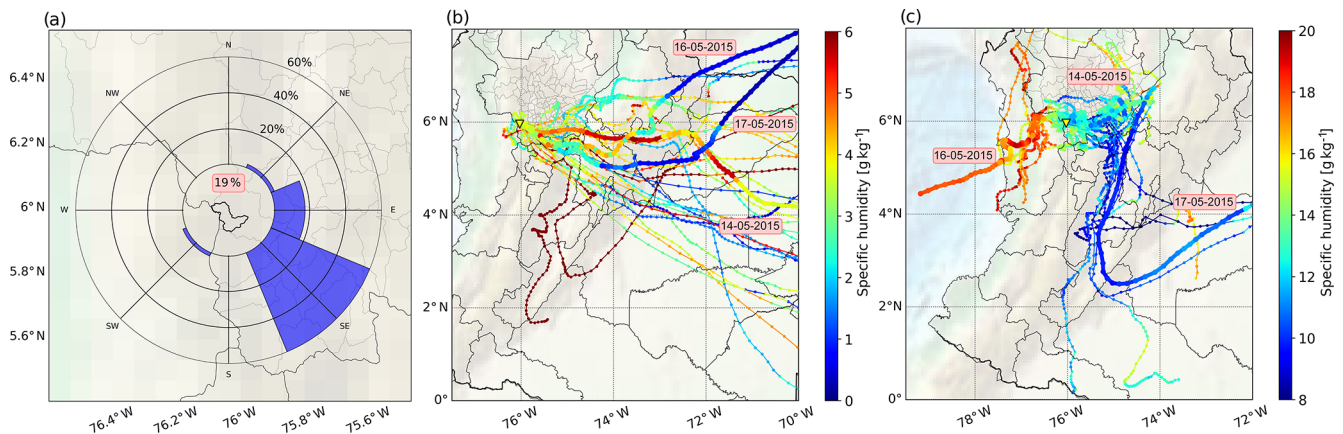 (a)
N
NE
E
SE
S
SW
W
NW
60%
40%
20%
19 %
6.4° N
6.2° N
6° N
5.8° N
5.6° N
76.4° W
76.2° W
76° W
75.8° W
75.6° W
(b)
16-05-2015
17-05-2015
14-05-2015
6°N
4°N
2°N
0°
76° W
74° W
72° W
70° W
6
5
4
3
2
1
0
Specific humidity [g kg⁻¹]
(c)
14-05-2015
16-05-2015
17-05-2015
6°N
4°N
2°N
0°
78° W
76° W
74° W
72° W
20
18
16
14
12
10
8
Specific humidity [g kg⁻¹]